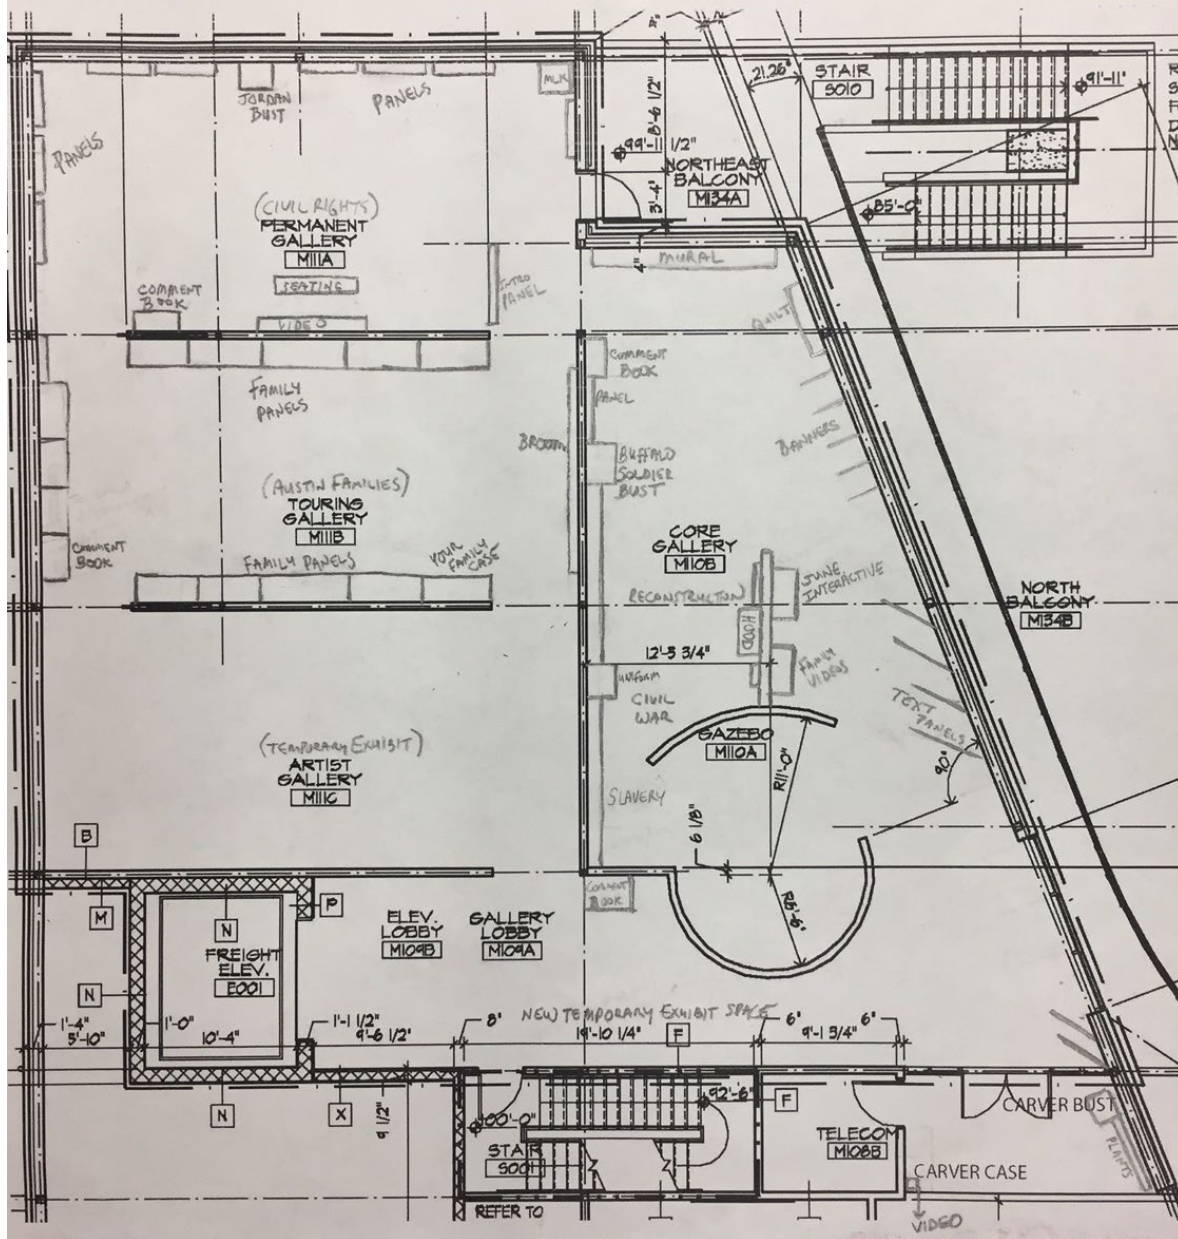 8'-6 1/2"
21.26°
STAIR
S010
91'-11"
JORDAN
BUST
PANELS
MLK
PANELS
99'-11 1/2"
NORTHEAST
BALCONY
M134A
3'-4"
85'-0"
4"
(CIVIL RIGHTS)
PERMANENT
GALLERY
M111A
SEATING
INTRO
PANEL
MURAL
COMMENT
BOOK
VIDEO
QUILT
FAMILY
PANELS
COMMENT
BOOK
PANEL
BROOM
BUFFALO
SOLDIER
BUST
BANNERS
(AUSTIN FAMILIES)
TOURING
GALLERY
M111B
COMMENT
BOOK
FAMILY PANELS
YOUR
FAMILY
CASE
CORE
GALLERY
M110B
RECONSTRUCTION
JUNE
INTERACTIVE
HOOD
NORTH
BALCONY
M134B
12'-5 3/4"
UNIFORM
CIVIL
WAR
FAMILY
VIDEOS
TEXT
PANELS
(TEMPORARY EXHIBIT)
ARTIST
GALLERY
M111C
GAZEBO
M110A
R11'-0"
90°
SLAVERY
6 1/8"
B
M
N
P
ELEV.
LOBBY
M109B
GALLERY
LOBBY
M109A
COMMENT
BOOK
R5'-6"
FREIGHT
ELEV.
E001
N
1'-4"
5'-10"
1'-0"
10'-4"
1'-1 1/2"
9'-6 1/2"
8"
NEW TEMPORARY EXHIBIT SPACE
19'-10 1/4"
F
6"
9'-1 3/4"
6"
N
X
9 1/2"
100'-0"
92'-6"
F
STAIR
S001
TELECOM
M108B
CARVER BUST
PLANTS
CARVER CASE
REFER TO
VIDEO